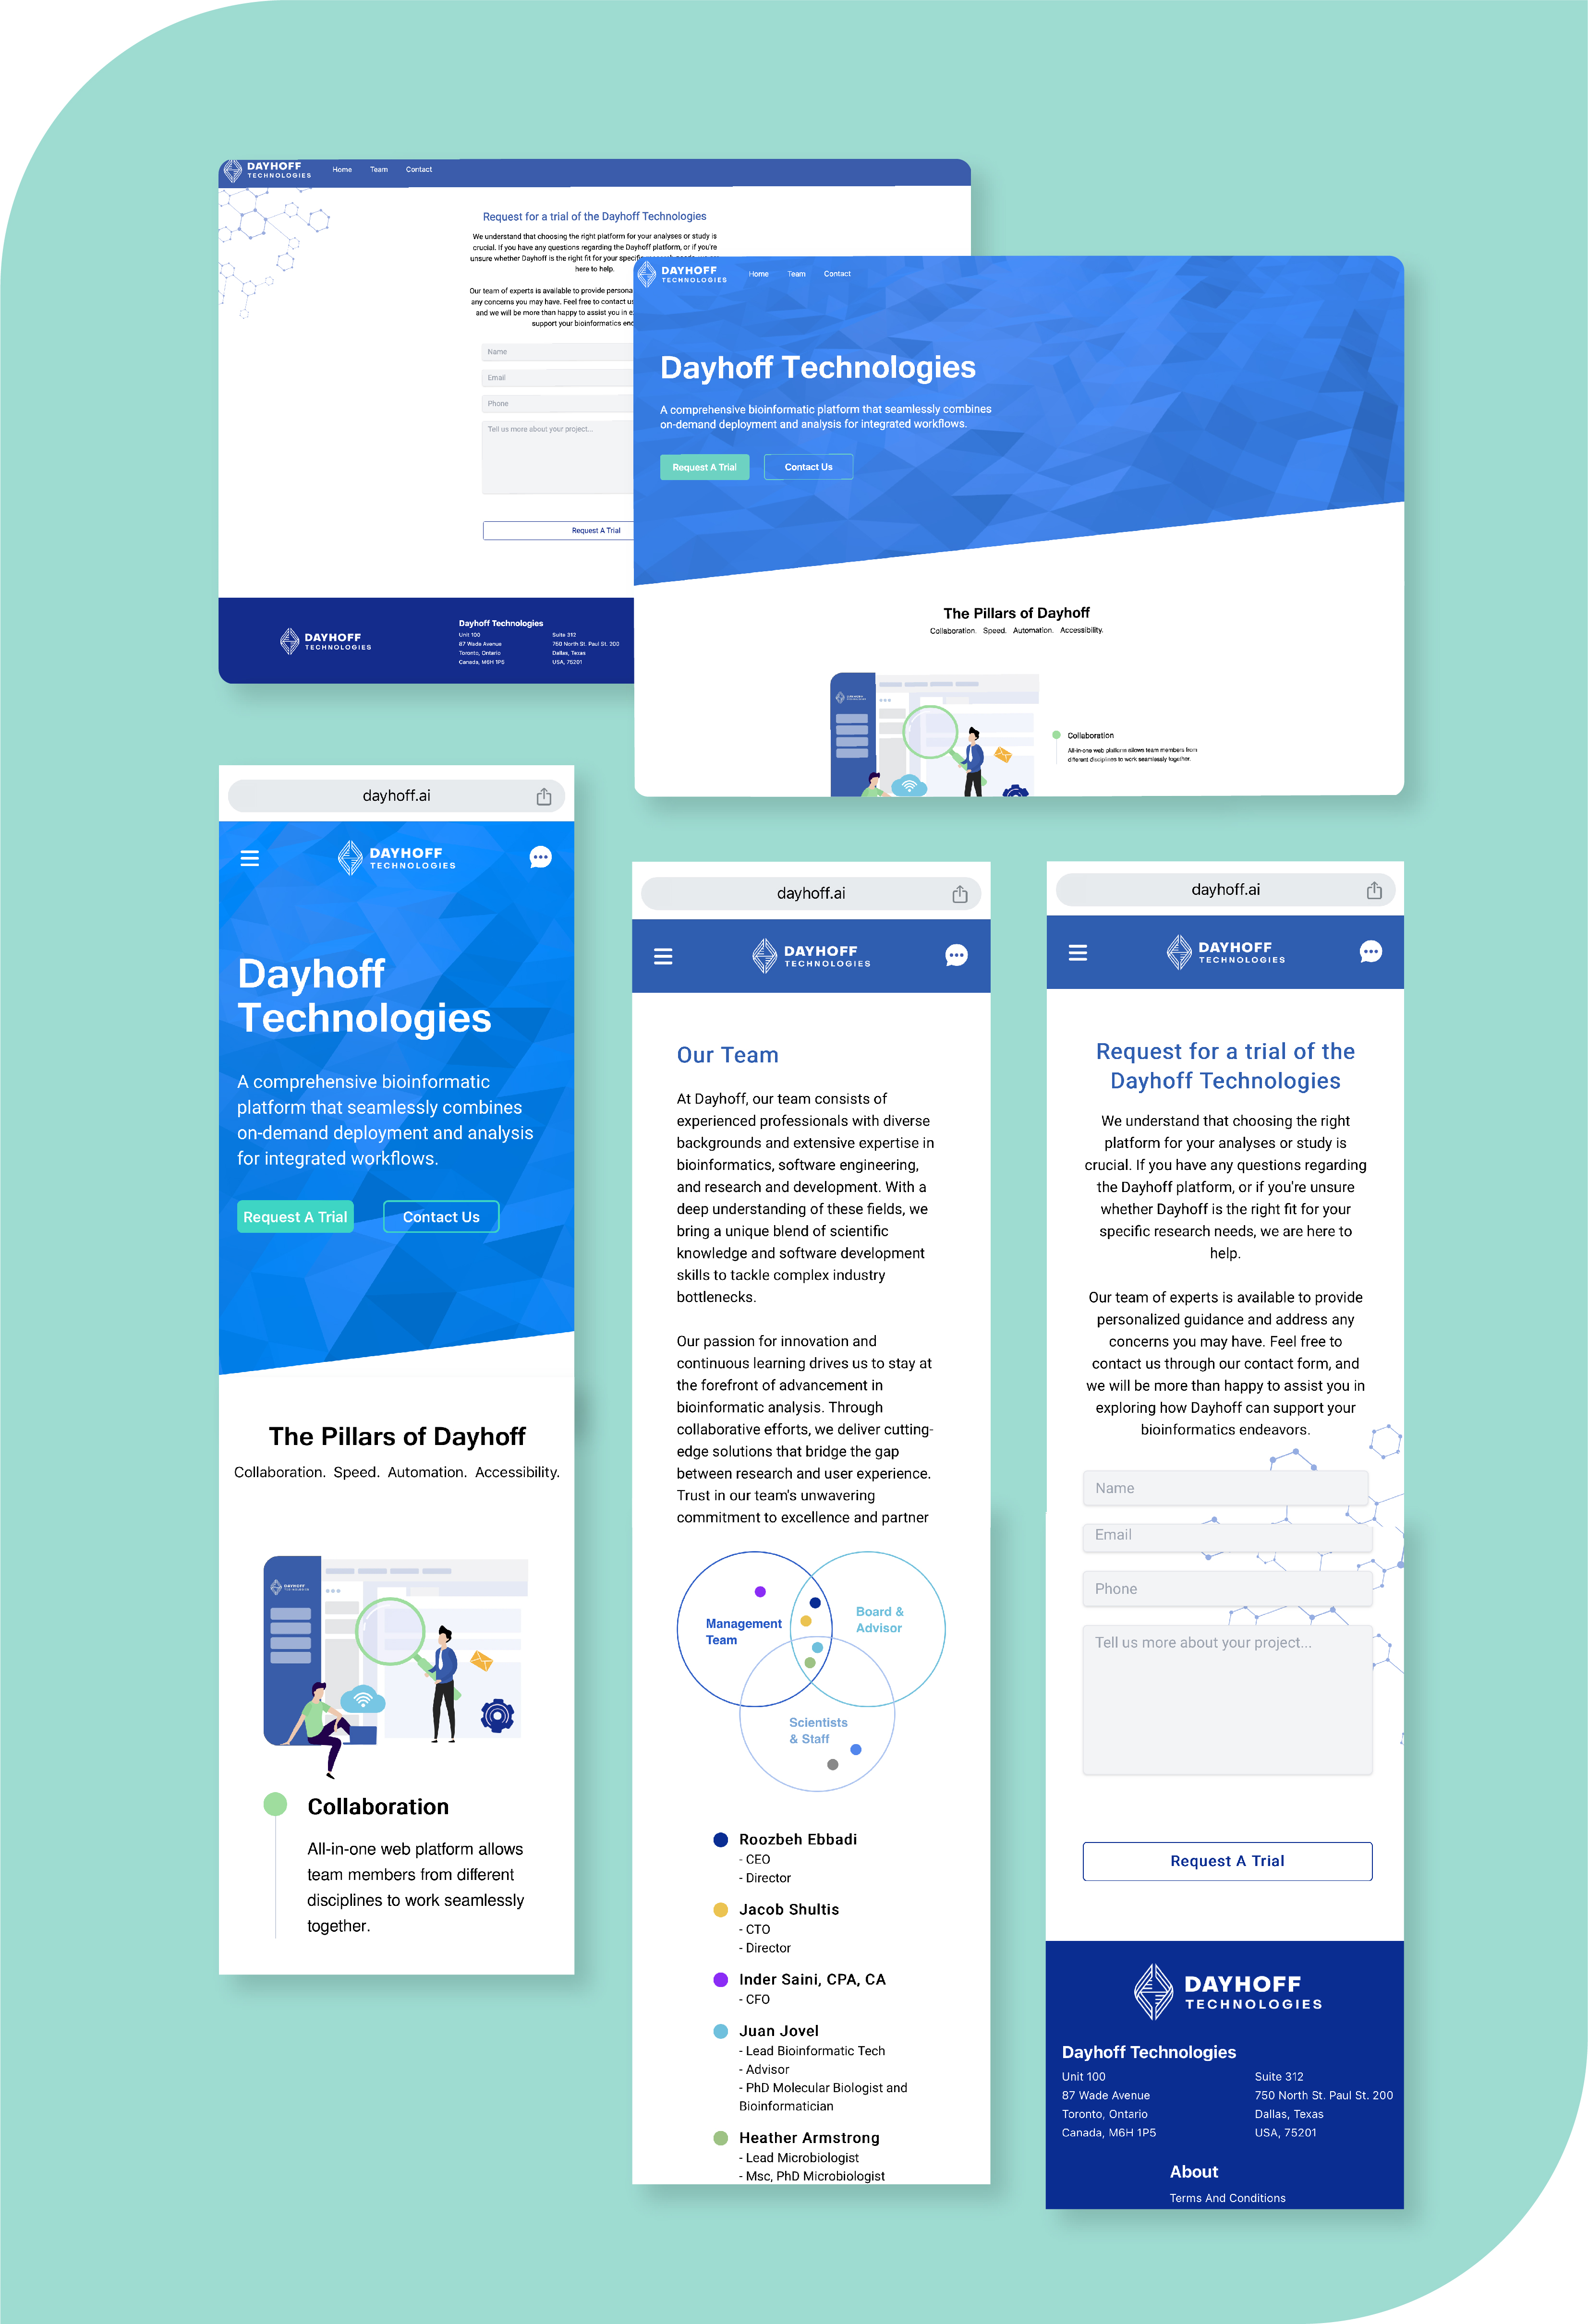 DAYHOFF
TECHNOLOGIES
Home Team Contact
Request for a trial of the Dayhoff Technologies
We understand that choosing the right platform for your analyses or study is
crucial. If you have any questions regarding the Dayhoff platform, or if you're
unsure whether Dayhoff is the right fit for your specific
here to help.
Our team of experts is available to provide
any concerns you may have. Feel free to contact us
and we will be more than happy to assist you in
support your bioinformatics
Name
Email
Phone
Tell us more about your project...
Request A Trial
DAYHOFF
TECHNOLOGIES
Dayhoff Technologies
Unit 100
87 Wade Avenue
Toronto, Ontario
Canada, M6H 1P5
Suite 312
750 North St. Paul St. 200
Dallas, Texas
USA, 75201
DAYHOFF
TECHNOLOGIES
Home Team Contact
Dayhoff Technologies
A comprehensive bioinformatic platform that seamlessly combines
on-demand deployment and analysis for integrated workflows.
Request A Trial
Contact Us
The Pillars of Dayhoff
Collaboration. Speed. Automation. Accessibility.
Collaboration
All-in-one web platform allows team members from
different disciplines to work seamlessly together.
dayhoff.ai
DAYHOFF
TECHNOLOGIES
Dayhoff
Technologies
A comprehensive bioinformatic
platform that seamlessly combines
on-demand deployment and analysis
for integrated workflows.
Request A Trial
Contact Us
The Pillars of Dayhoff
Collaboration. Speed. Automation. Accessibility.
DAYHOFF
Collaboration
All-in-one web platform allows
team members from different
disciplines to work seamlessly
together.
dayhoff.ai
DAYHOFF
TECHNOLOGIES
Our Team
At Dayhoff, our team consists of
experienced professionals with diverse
backgrounds and extensive expertise in
bioinformatics, software engineering,
and research and development. With a
deep understanding of these fields, we
bring a unique blend of scientific
knowledge and software development
skills to tackle complex industry
bottlenecks.
Our passion for innovation and
continuous learning drives us to stay at
the forefront of advancement in
bioinformatic analysis. Through
collaborative efforts, we deliver cutting-
edge solutions that bridge the gap
between research and user experience.
Trust in our team's unwavering
commitment to excellence and partner
Management
Team
Board &
Advisor
Scientists
& Staff
Roozbeh Ebbadi
- CEO
- Director
Jacob Shultis
- CTO
- Director
Inder Saini, CPA, CA
- CFO
Juan Jovel
- Lead Bioinformatic Tech
- Advisor
- PhD Molecular Biologist and
Bioinformatician
Heather Armstrong
- Lead Microbiologist
- Msc, PhD Microbiologist
dayhoff.ai
DAYHOFF
TECHNOLOGIES
Request for a trial of the
Dayhoff Technologies
We understand that choosing the right
platform for your analyses or study is
crucial. If you have any questions regarding
the Dayhoff platform, or if you're unsure
whether Dayhoff is the right fit for your
specific research needs, we are here to
help.
Our team of experts is available to provide
personalized guidance and address any
concerns you may have. Feel free to
contact us through our contact form, and
we will be more than happy to assist you in
exploring how Dayhoff can support your
bioinformatics endeavors.
Name
Email
Phone
Tell us more about your project...
Request A Trial
DAYHOFF
TECHNOLOGIES
Dayhoff Technologies
Unit 100
87 Wade Avenue
Toronto, Ontario
Canada, M6H 1P5
Suite 312
750 North St. Paul St. 200
Dallas, Texas
USA, 75201
About
Terms And Conditions